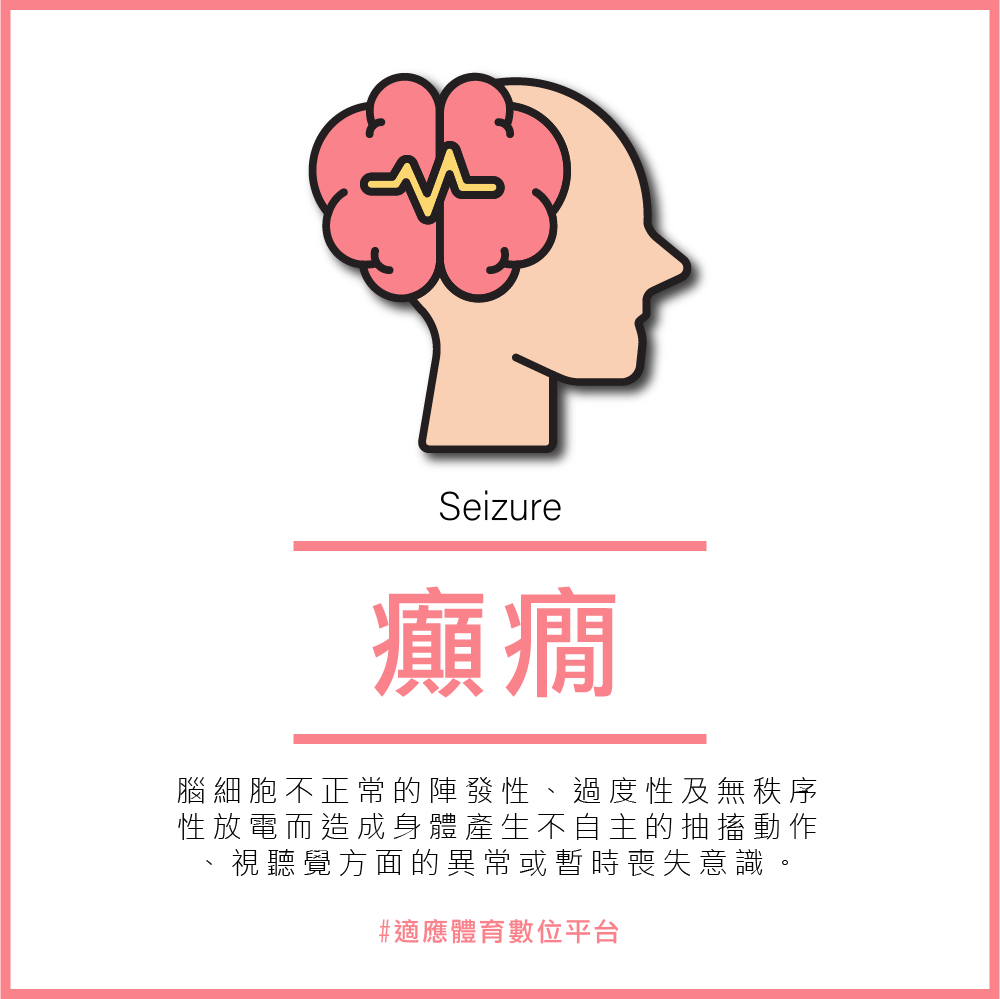 Seizure
癲癇
腦細胞不正常的陣發性、過度性及無秩序
性放電而造成身體產生不自主的抽搐動作
、視聽覺方面的異常或暫時喪失意識。
#適應體育數位平台